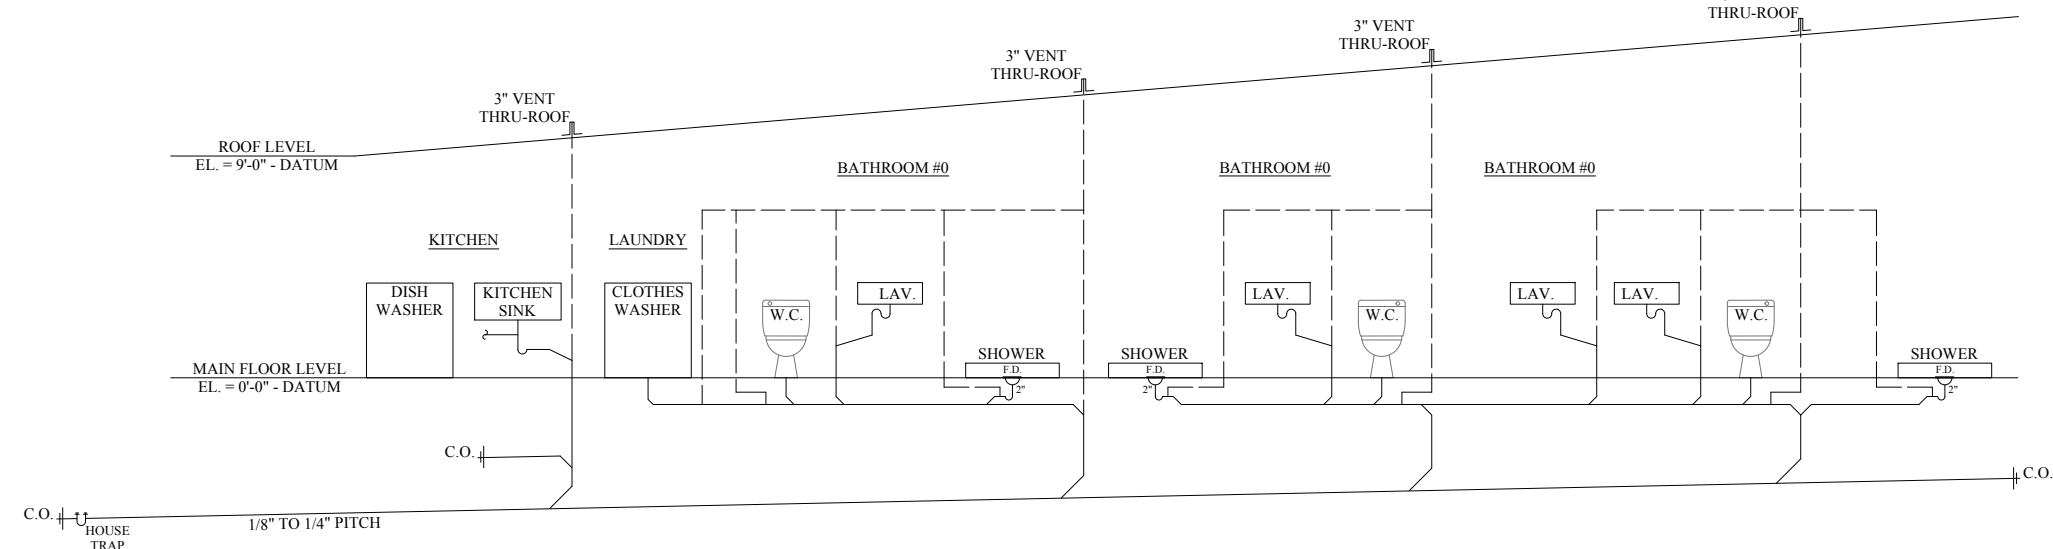 THRU-ROOF
3" VENT
THRU-ROOF
3" VENT
THRU-ROOF
3" VENT
THRU-ROOF
ROOF LEVEL
EL. = 9'-0" - DATUM
BATHROOM #0
BATHROOM #0
BATHROOM #0
KITCHEN
LAUNDRY
DISH
WASHER
KITCHEN
SINK
CLOTHES
WASHER
W.C.
LAV.
LAV.
W.C.
LAV.
LAV.
W.C.
MAIN FLOOR LEVEL
EL. = 0'-0" - DATUM
SHOWER
F.D.
2"
SHOWER
F.D.
2"
SHOWER
F.D.
2"
C.O.
C.O.
C.O.
HOUSE
TRAP
1/8" TO 1/4" PITCH